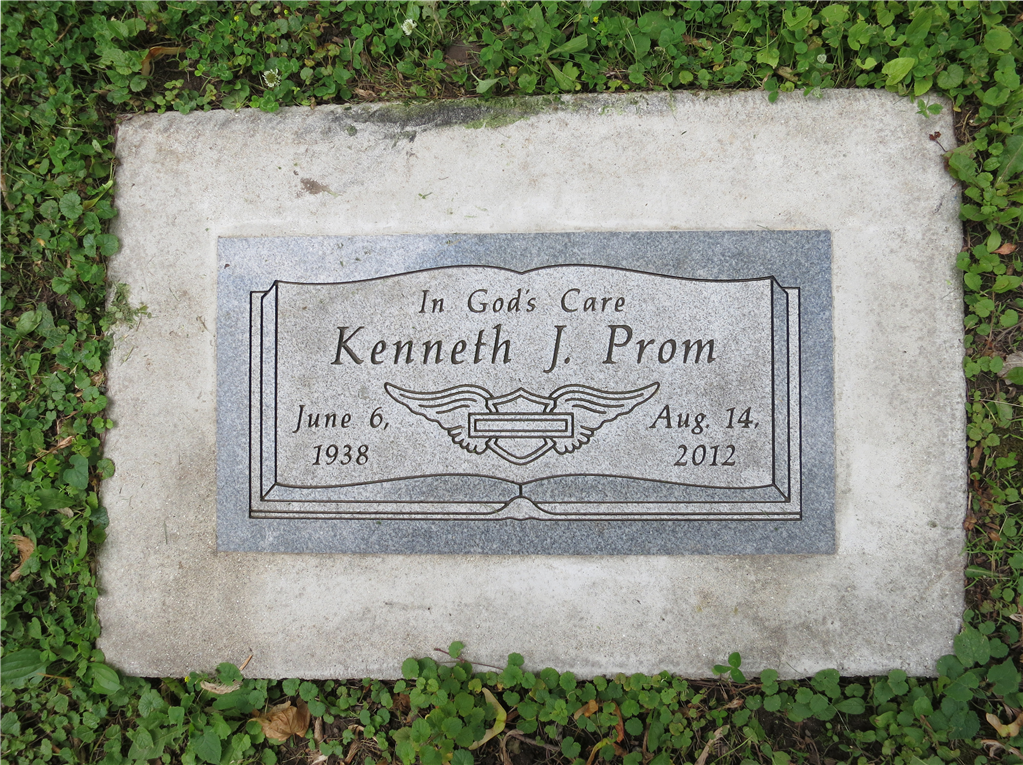 In God's Care
Kenneth J. Prom
June 6,
1938
Aug. 14,
2012